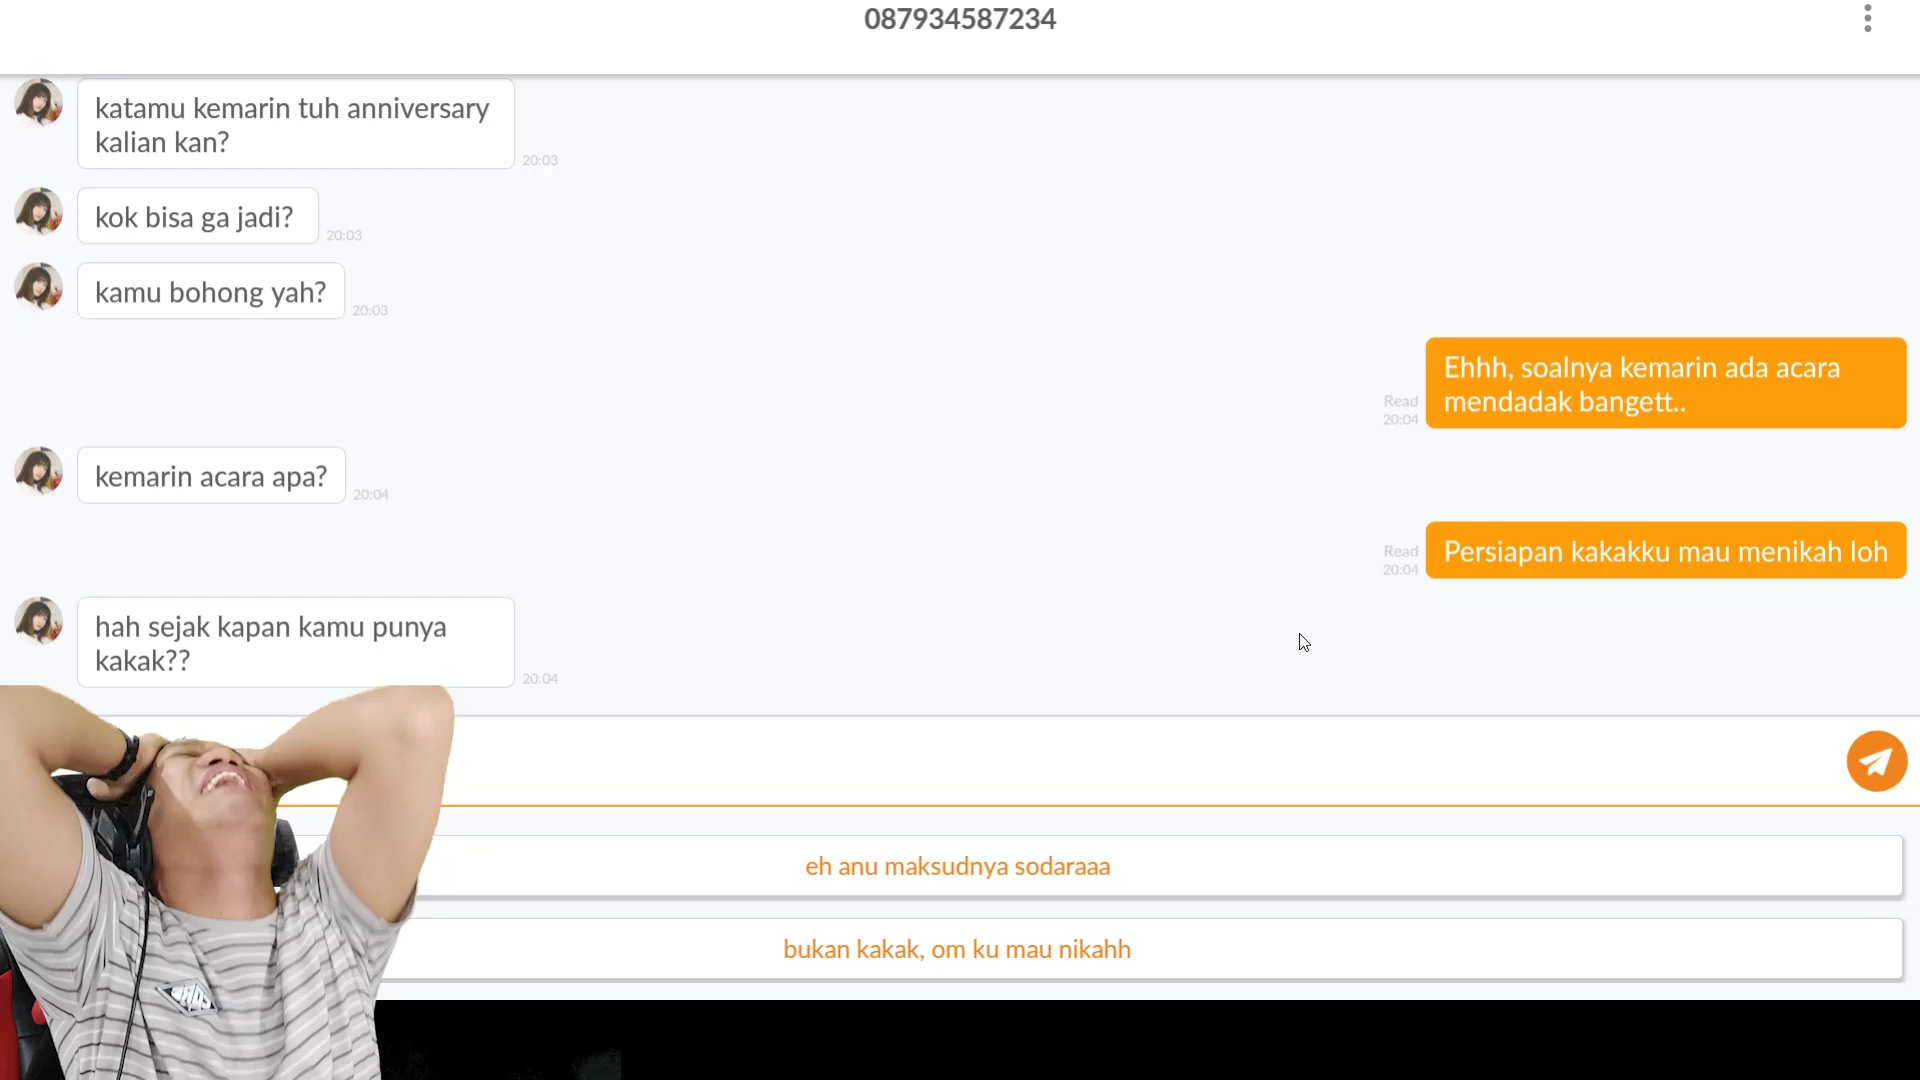 087934587234
katamu kemarin tuh anniversary
kalian kan?
20:03
kok bisa ga jadi?
20:03
kamu bohong yah?
20:03
Ehhh, soalnya kemarin ada acara
mendadak bangett..
Read
20:04
kemarin acara apa?
20:04
Persiapan kakakku mau menikah loh
Read
20:04
hah sejak kapan kamu punya
kakak??
20:04
eh anu maksudnya sodaraaa
bukan kakak, om ku mau nikahh